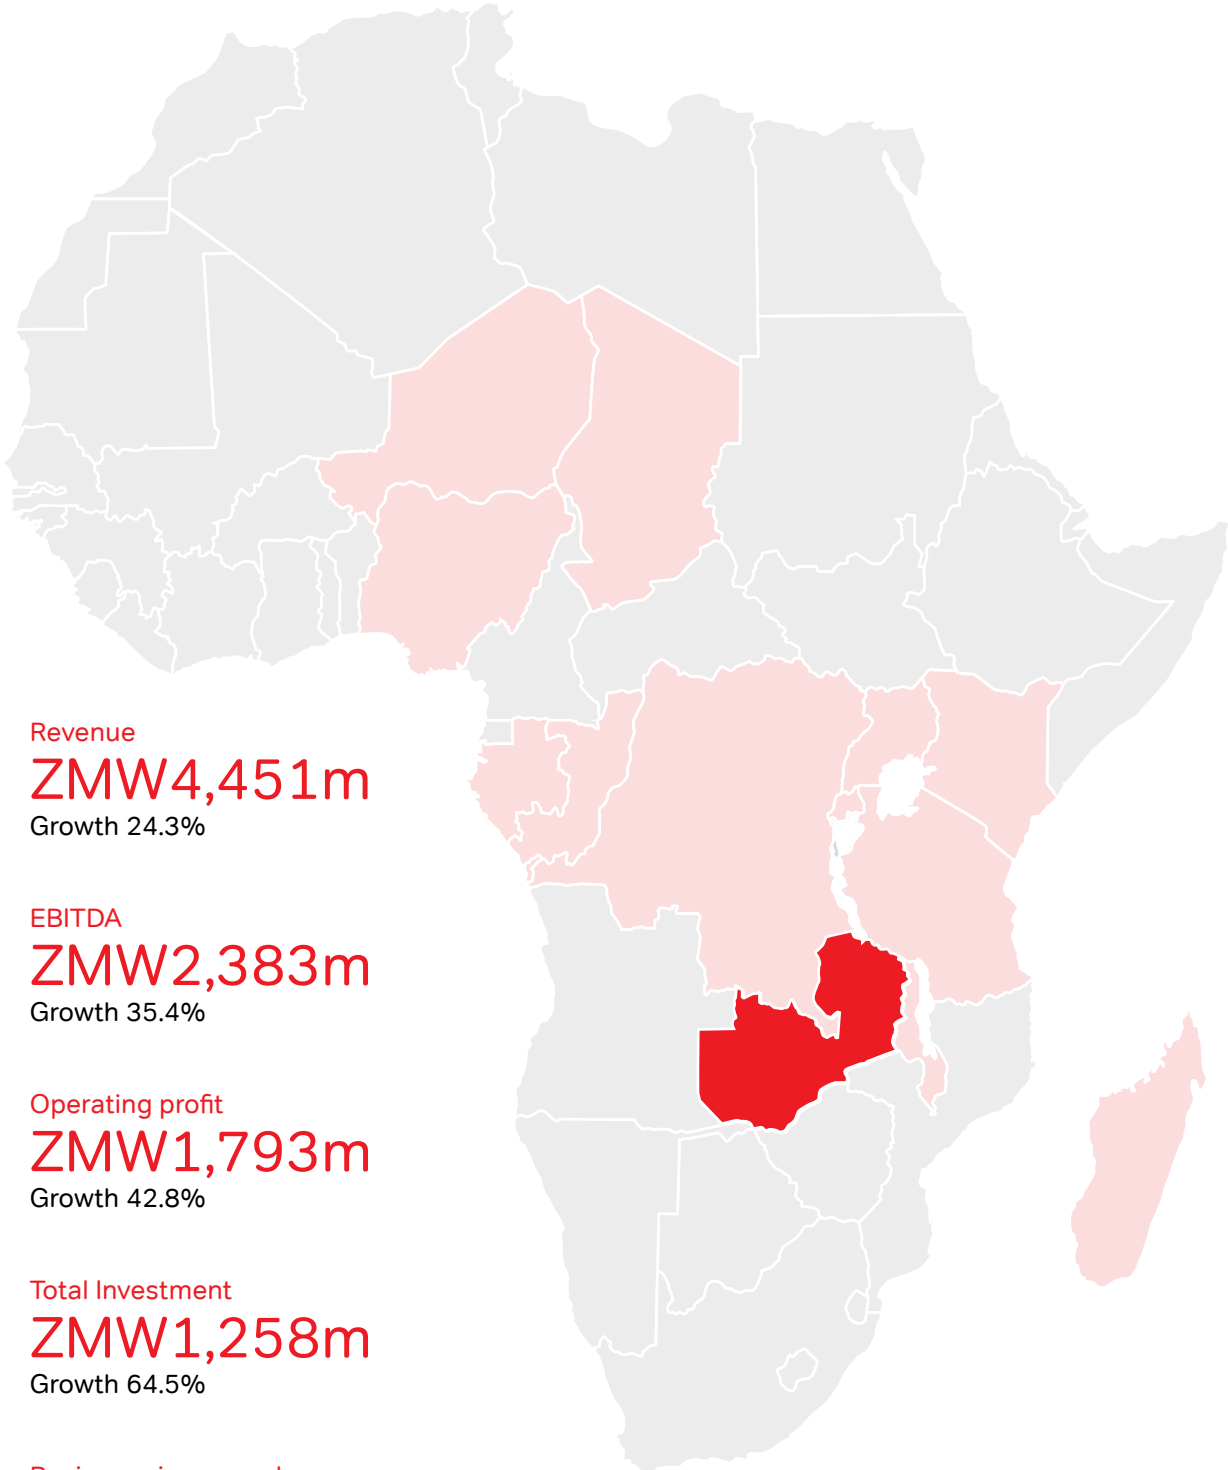 Revenue
ZMW4,451m
Growth 24.3%
EBITDA
ZMW2,383m
Growth 35.4%
Operating profit
ZMW1,793m
Growth 42.8%
Total Investment
ZMW1,258m
Growth 64.5%